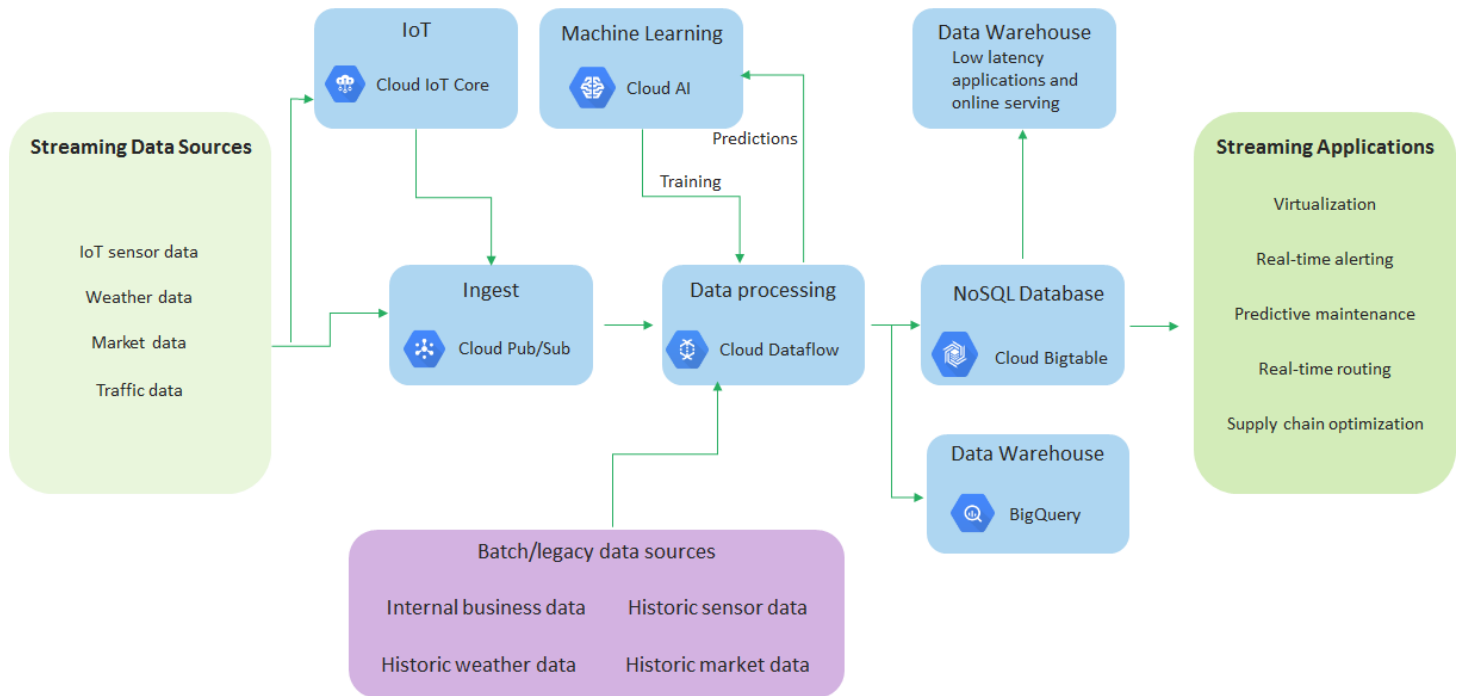 IoT
Cloud IoT Core
Machine Learning
Cloud AI
Data Warehouse
Low latency
applications and
online serving
Streaming Data Sources
IoT sensor data
Weather data
Market data
Traffic data
Predictions
Training
Ingest
Cloud Pub/Sub
Data processing
Cloud Dataflow
NoSQL Database
Cloud Bigtable
Data Warehouse
BigQuery
Streaming Applications
Virtualization
Real-time alerting
Predictive maintenance
Real-time routing
Supply chain optimization
Batch/legacy data sources
Internal business data
Historic sensor data
Historic weather data
Historic market data